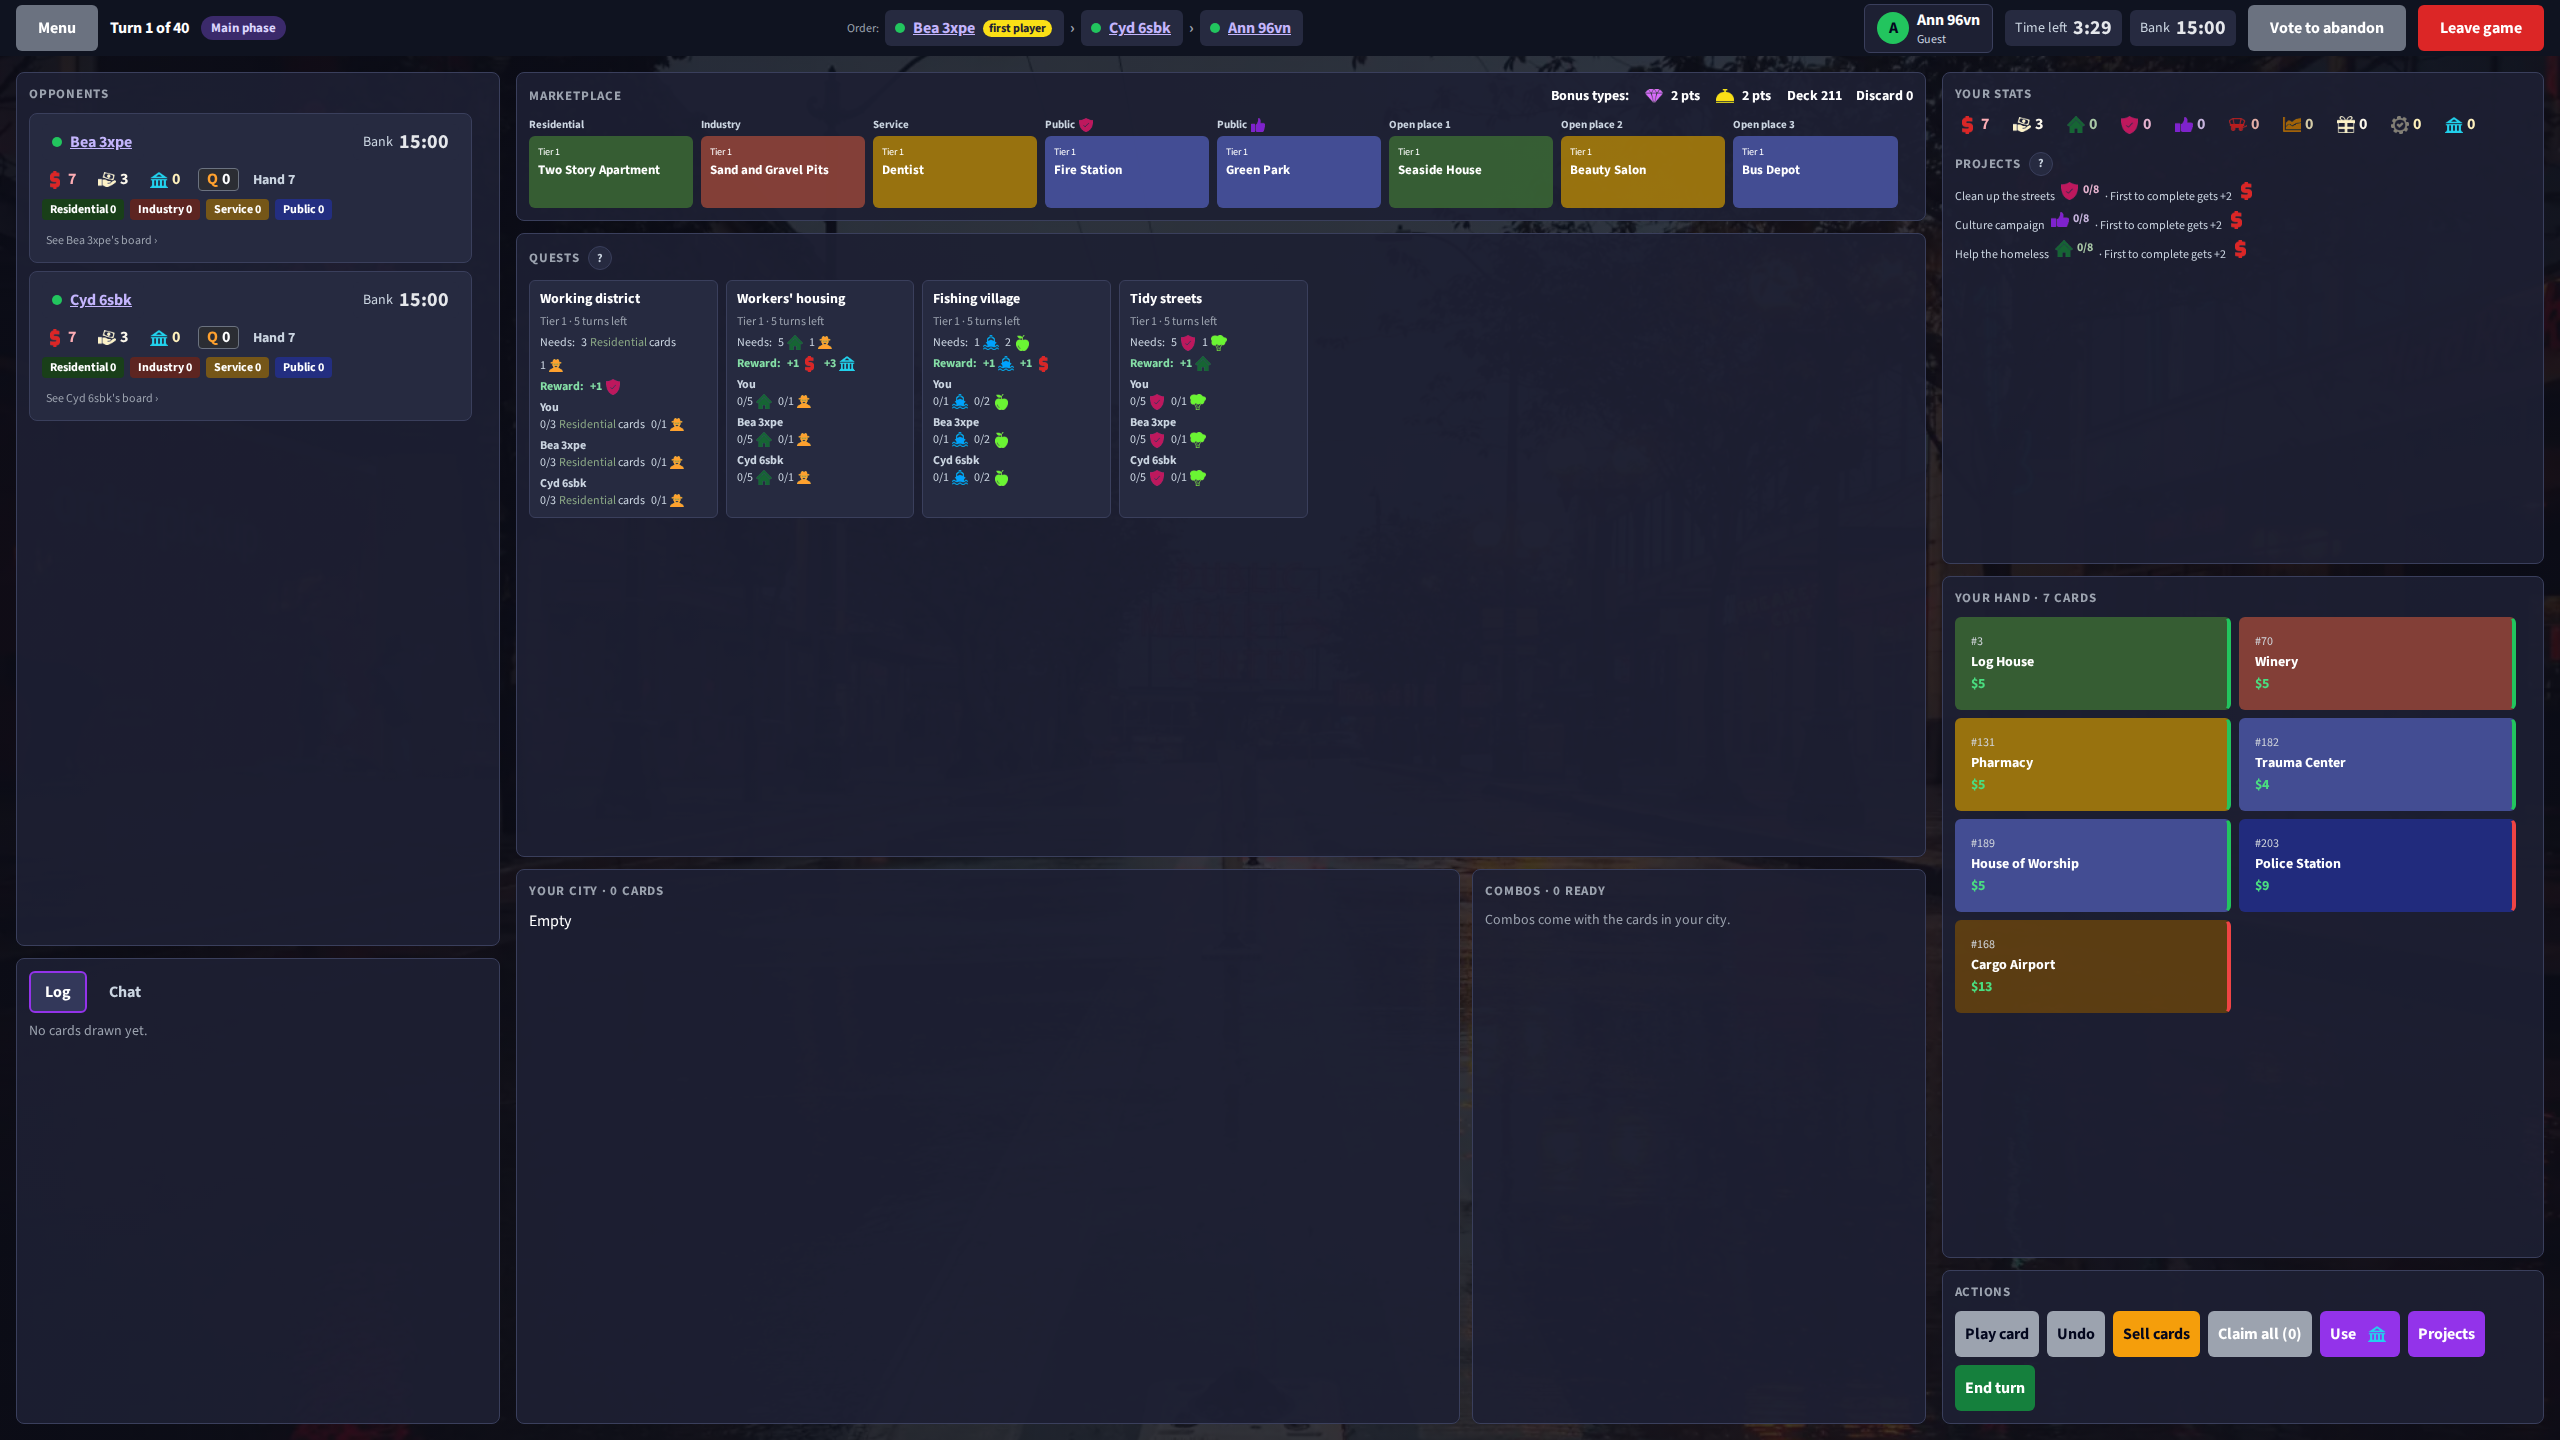 Menu
Turn 1 of 40
Main phase
Order:
Bea 3xpe first player › Cyd 6sbk › Ann 96vn
A
Ann 96vn
Guest
Time left 3:29
Bank 15:00
Vote to abandon
Leave game
OPPONENTS
Bea 3xpe
Bank 15:00
7 3 0 Q 0 Hand 7
Residential 0 Industry 0 Service 0 Public 0
See Bea 3xpe's board ›
Cyd 6sbk
Bank 15:00
7 3 0 Q 0 Hand 7
Residential 0 Industry 0 Service 0 Public 0
See Cyd 6sbk's board ›
Log
Chat
No cards drawn yet.
MARKETPLACE
Bonus types: 2 pts 2 pts Deck 211 Discard 0
Residential
Tier 1
Two Story Apartment
Industry
Tier 1
Sand and Gravel Pits
Service
Tier 1
Dentist
Public
Tier 1
Fire Station
Public
Tier 1
Green Park
Open place 1
Tier 1
Seaside House
Open place 2
Tier 1
Beauty Salon
Open place 3
Tier 1
Bus Depot
QUESTS ?
Working district
Tier 1 · 5 turns left
Needs: 3 Residential cards
1
Reward: +1
You
0/3 Residential cards 0/1
Bea 3xpe
0/3 Residential cards 0/1
Cyd 6sbk
0/3 Residential cards 0/1
Workers' housing
Tier 1 · 5 turns left
Needs: 5 1
Reward: +1 +3
You
0/5 0/1
Bea 3xpe
0/5 0/1
Cyd 6sbk
0/5 0/1
Fishing village
Tier 1 · 5 turns left
Needs: 1 2
Reward: +1 +1
You
0/1 0/2
Bea 3xpe
0/1 0/2
Cyd 6sbk
0/1 0/2
Tidy streets
Tier 1 · 5 turns left
Needs: 5 1
Reward: +1
You
0/5 0/1
Bea 3xpe
0/5 0/1
Cyd 6sbk
0/5 0/1
YOUR CITY · 0 CARDS
Empty
COMBOS · 0 READY
Combos come with the cards in your city.
YOUR STATS
7 3 0 0 0 0 0 0 0 0
PROJECTS ?
Clean up the streets 0/8 · First to complete gets +2
Culture campaign 0/8 · First to complete gets +2
Help the homeless 0/8 · First to complete gets +2
YOUR HAND · 7 CARDS
#3
Log House
$5
#70
Winery
$5
#131
Pharmacy
$5
#182
Trauma Center
$4
#189
House of Worship
$5
#203
Police Station
$9
#168
Cargo Airport
$13
ACTIONS
Play card
Undo
Sell cards
Claim all (0)
Use
Projects
End turn